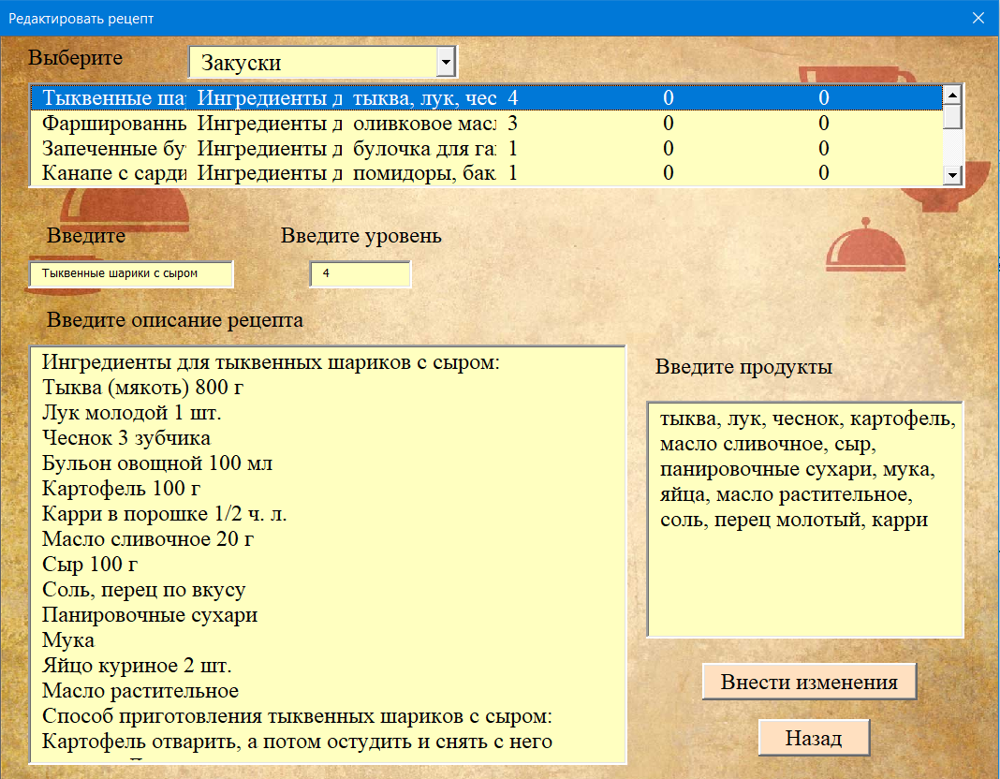 Редактировать рецепт
Выберите
Закуски
Тыквенные Ингредиенты д тыква, лук, чес 4 0 0
Ингредиенты д оливковое 3 0 0
Запеченные Ингредиенты д булочка для 1 0 0
Канапе с Ингредиенты д помидоры, бак 1 0 0
Введите
Введите уровень
Тыквенные шарики с сыром
4
Введите описание рецепта
Ингредиенты для тыквенных шариков с сыром:
Тыква (мякоть) 800 г
Лук молодой 1 шт.
Чеснок 3 зубчика
Бульон овощной 100 мл
Картофель 100 г
Карри в порошке 1/2 ч. л.
Масло сливочное 20 г
Сыр 100 г
Соль, перец по вкусу
Панировочные сухари
Мука
Яйцо куриное 2 шт.
Масло растительное
Способ приготовления тыквенных шариков с сыром:
Картофель отварить, а потом остудить и снять с него
Введите продукты
тыква, лук, чеснок, картофель,
масло сливочное, сыр,
панировочные сухари, мука,
яйца, масло растительное,
соль, перец молотый, карри
Внести изменения
Назад